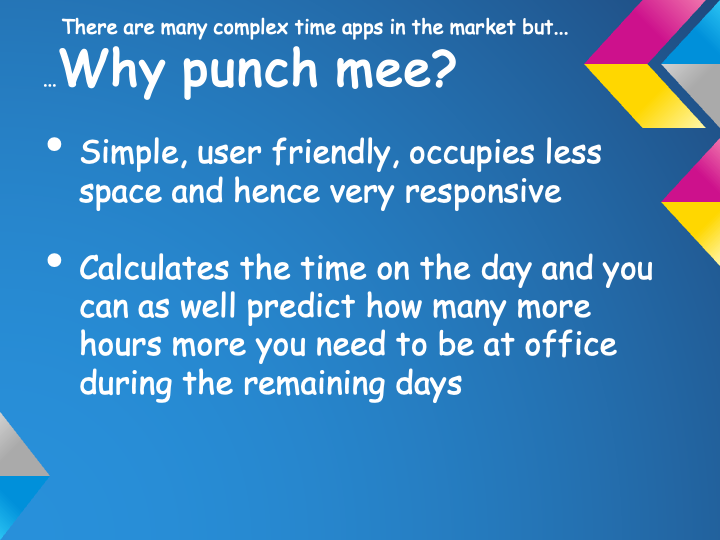 There are many complex time apps in the market but...
...Why punch mee?
• Simple, user friendly, occupies less
space and hence very responsive
• Calculates the time on the day and you
can as well predict how many more
hours more you need to be at office
during the remaining days